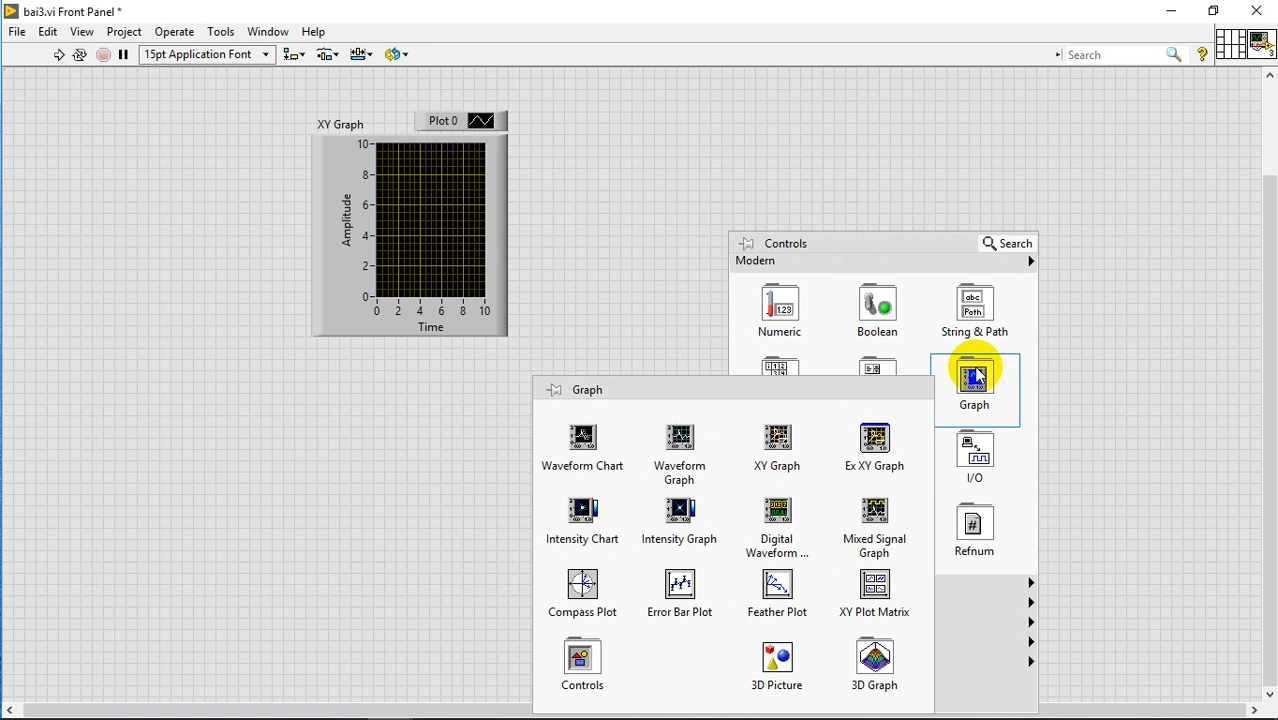 bai3.vi Front Panel *
File Edit View Project Operate Tools Window Help
15pt Application Font
Search
3
XY Graph
Plot 0
10
8
6
4
2
0
Amplitude
0 2 4 6 8 10
Time
Controls
Search
Modern
Numeric
Boolean
String & Path
Graph
Graph
Waveform Chart
Waveform
Graph
XY Graph
Ex XY Graph
I/O
Intensity Chart
Intensity Graph
Digital
Waveform ...
Mixed Signal
Graph
Refnum
Compass Plot
Error Bar Plot
Feather Plot
XY Plot Matrix
Controls
3D Picture
3D Graph